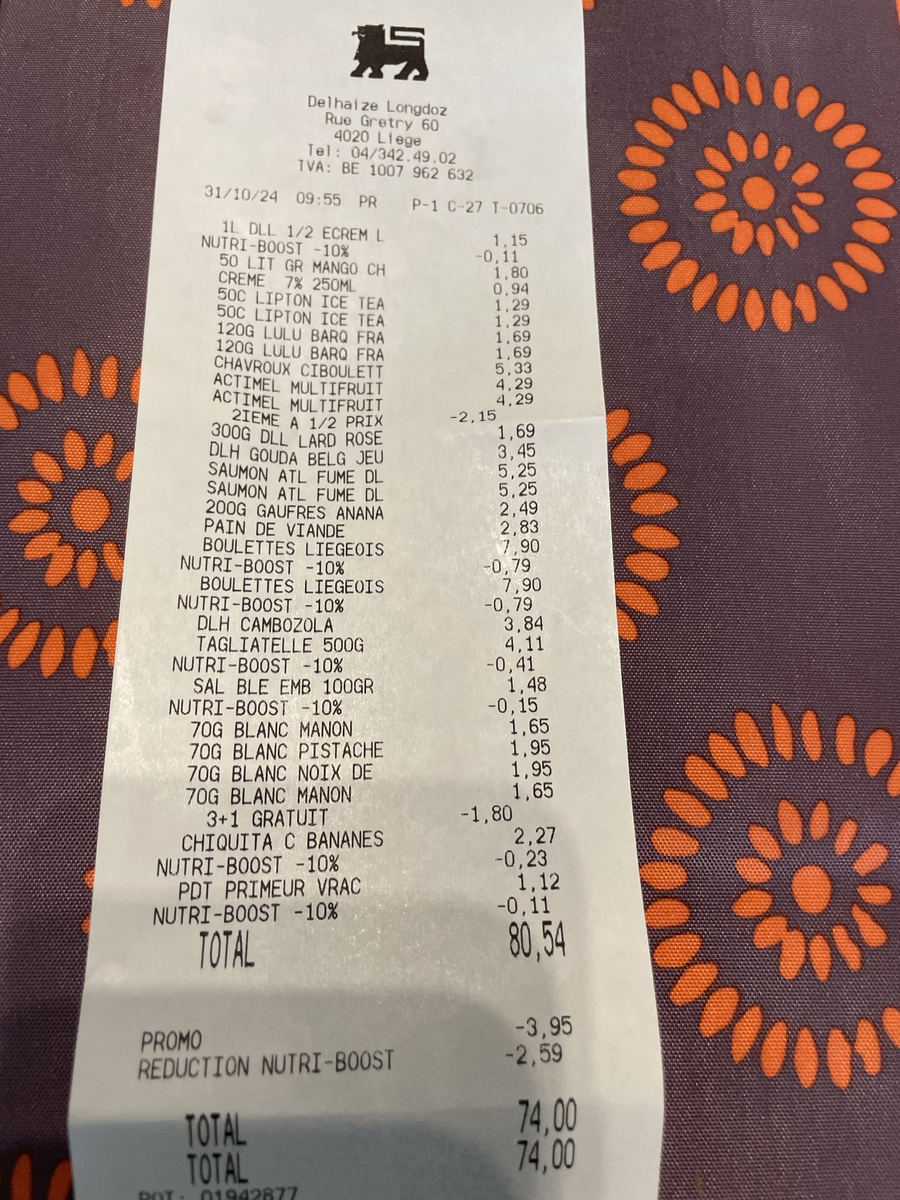 Delhaize Longdoz
Rue Gretry 60
4020 Liege
Tel: 04/342.49.02
TVA: BE 1007 962 632
31/10/24 09:55 PR P-1 C-27 T-0706
1L DLL 1/2 ECREM L 1,15
NUTRI-BOOST -10% -0,11
50 LIT GR MANGO CH 1,80
CREME 7% 250ML 0,94
50C LIPTON ICE TEA 1,29
50C LIPTON ICE TEA 1,29
120G LULU BARQ FRA 1,69
120G LULU BARQ FRA 1,69
CHAVROUX CIBOULETT 5,33
ACTIMEL MULTIFRUIT 4,29
ACTIMEL MULTIFRUIT 4,29
2IEME A 1/2 PRIX -2,15
300G DLL LARD ROSE 1,69
DLH GOUDA BELG JEU 3,45
SAUMON ATL FUME DL 5,25
SAUMON ATL FUME DL 5,25
200G GAUFRES ANANA 2,49
PAIN DE VIANDE 2,83
BOULETTES LIEGEOIS 7,90
NUTRI-BOOST -10% -0,79
BOULETTES LIEGEOIS 7,90
NUTRI-BOOST -10% -0,79
DLH CAMBOZOLA 3,84
TAGLIATELLE 500G 4,11
NUTRI-BOOST -10% -0,41
SAL BLE EMB 100GR 1,48
NUTRI-BOOST -10% -0,15
70G BLANC MANON 1,65
70G BLANC PISTACHE 1,95
70G BLANC NOIX DE 1,95
70G BLANC MANON 1,65
3+1 GRATUIT -1,80
CHIQUITA C BANANES 2,27
NUTRI-BOOST -10% -0,23
PDT PRIMEUR VRAC 1,12
NUTRI-BOOST -10% -0,11
TOTAL 80,54
PROMO -3,95
REDUCTION NUTRI-BOOST -2,59
TOTAL 74,00
TOTAL 74,00
POT: 01942877